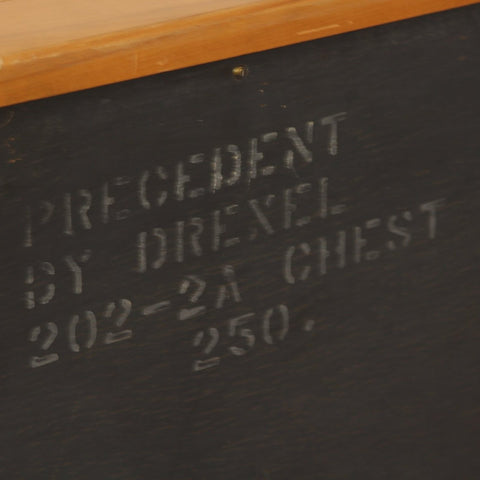 PRECEDENT
BY DREXEL
202-2A CHEST
250.